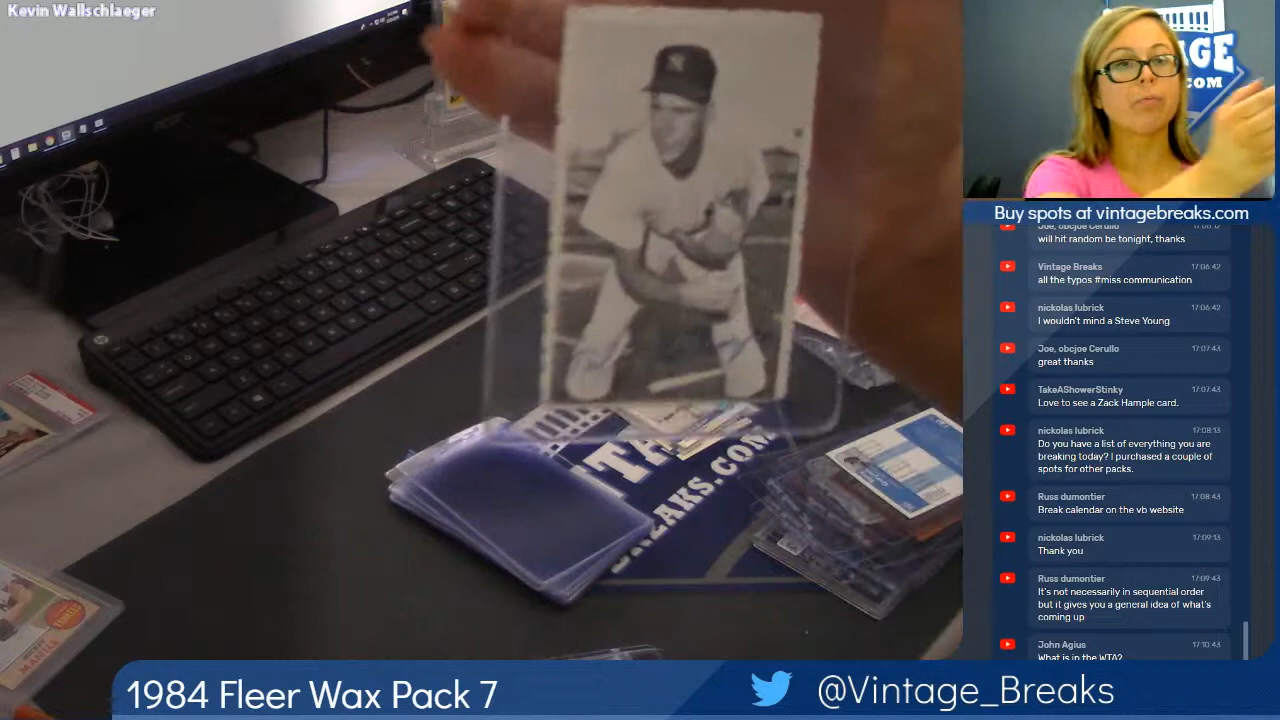 Kevin Wallschlaeger
Buy spots at vintagebreaks.com
Joe, obcjoe Cerullo 17:06:12
will hit random be tonight, thanks
Vintage Breaks 17:06:42
all the typos #miss communication
nickolas lubrick 17:06:42
I wouldn't mind a Steve Young
Joe, obcjoe Cerullo 17:07:43
great thanks
TakeAShowerStinky 17:07:43
Love to see a Zack Hample card.
nickolas lubrick 17:08:13
Do you have a list of everything you are
breaking today? I purchased a couple of
spots for other packs.
Russ dumontier 17:08:43
Break calendar on the vb website
nickolas lubrick 17:09:13
Thank you
Russ dumontier 17:09:43
It's not necessarily in sequential order
but it gives you a general idea of what's
coming up
John Agius 17:10:43
What is in the WTA?
1984 Fleer Wax Pack 7
@Vintage_Breaks